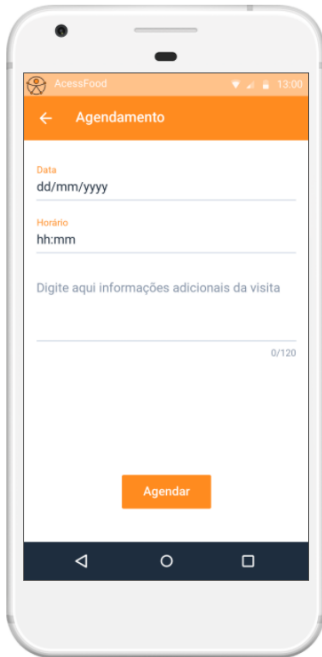 AcessFood 13:00
Agendamento
Data
dd/mm/yyyy
Horário
hh:mm
Digite aqui informações adicionais da visita
0/120
Agendar